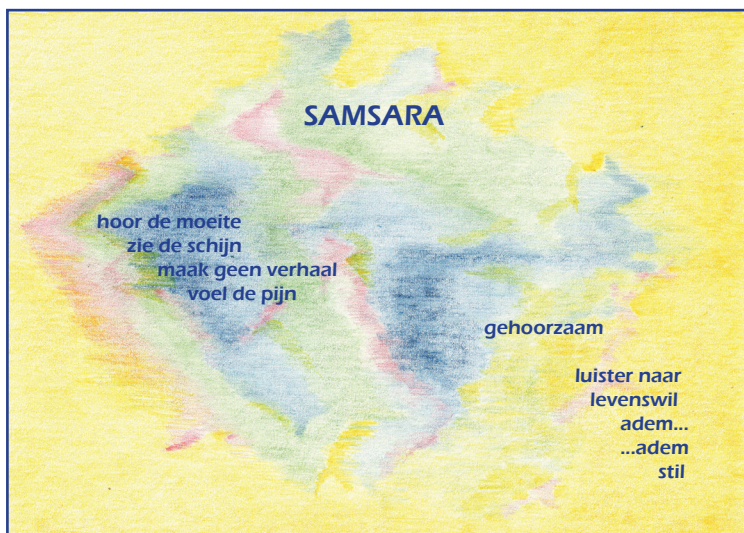 SAMSARA
hoor de moeite
zie de schijn
maak geen verhaal
voel de pijn
gehoorzaam
luister naar
levenswil
adem...
...adem
stil